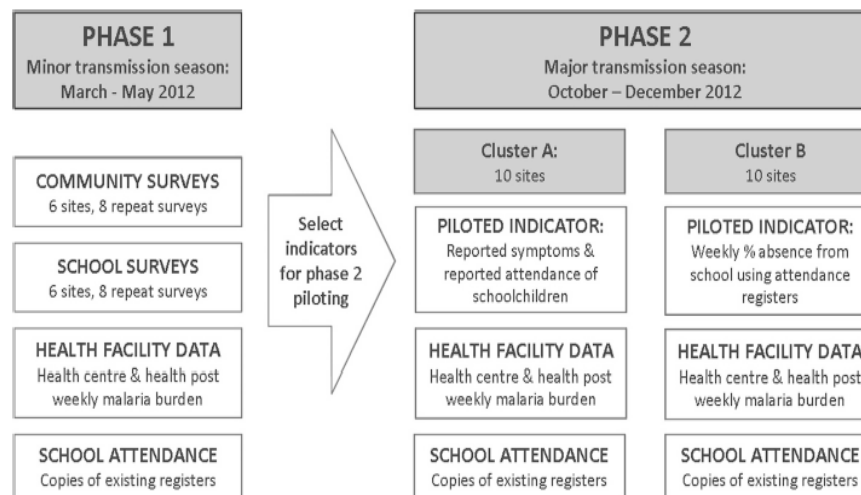 PHASE 1
Minor transmission season:
March - May 2012
COMMUNITY SURVEYS
6 sites, 8 repeat surveys
SCHOOL SURVEYS
6 sites, 8 repeat surveys
HEALTH FACILITY DATA
Health centre & health post
weekly malaria burden
SCHOOL ATTENDANCE
Copies of existing registers
Select
indicators
for phase 2
piloting
PHASE 2
Major transmission season:
October – December 2012
Cluster A:
10 sites
PILOTED INDICATOR:
Reported symptoms &
reported attendance of
schoolchildren
HEALTH FACILITY DATA
Health centre & health post
weekly malaria burden
SCHOOL ATTENDANCE
Copies of existing registers
Cluster B
10 sites
PILOTED INDICATOR:
Weekly % absence from
school using attendance
registers
HEALTH FACILITY DATA
Health centre & health post
weekly malaria burden
SCHOOL ATTENDANCE
Copies of existing registers